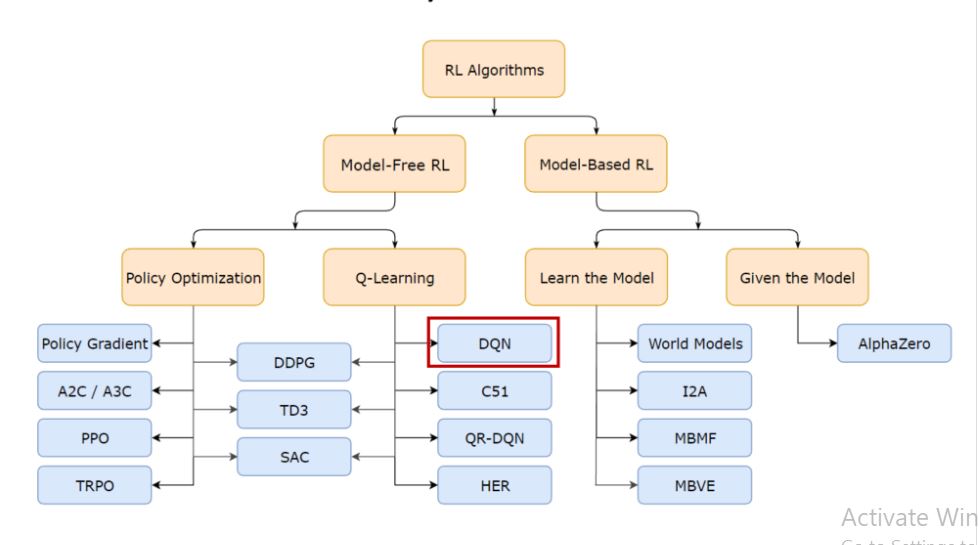 RL Algorithms
Model-Free RL
Model-Based RL
Policy Optimization
Q-Learning
Learn the Model
Given the Model
Policy Gradient
DQN
World Models
AlphaZero
DDPG
A2C / A3C
C51
I2A
TD3
PPO
QR-DQN
MBMF
SAC
TRPO
HER
MBVE
Activate Win